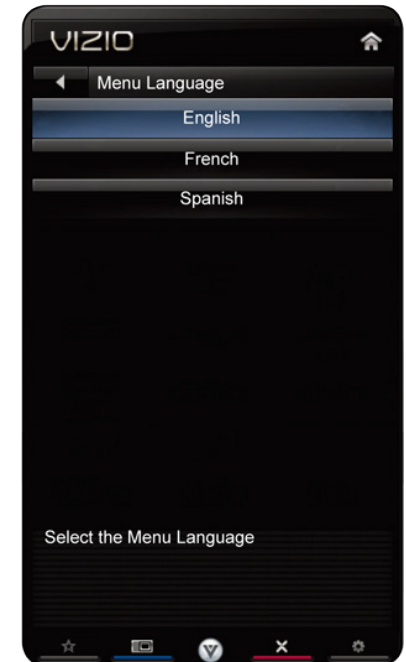 VIZIO
Menu Language
English
French
Spanish
Select the Menu Language
V